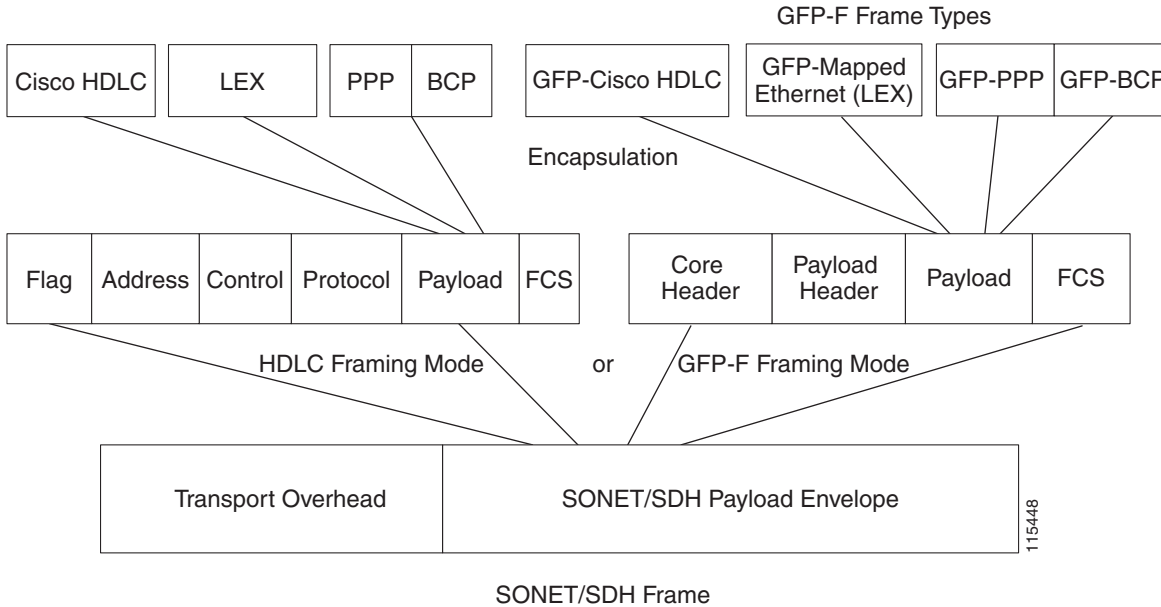 GFP-F Frame Types
Cisco HDLC
LEX
PPP
BCP
GFP-Cisco HDLC
GFP-Mapped
Ethernet (LEX)
GFP-PPP
GFP-BCP
Encapsulation
Flag
Address
Control
Protocol
Payload
FCS
Core
Header
Payload
Header
Payload
FCS
HDLC Framing Mode
or
GFP-F Framing Mode
Transport Overhead
SONET/SDH Payload Envelope
115448
SONET/SDH Frame